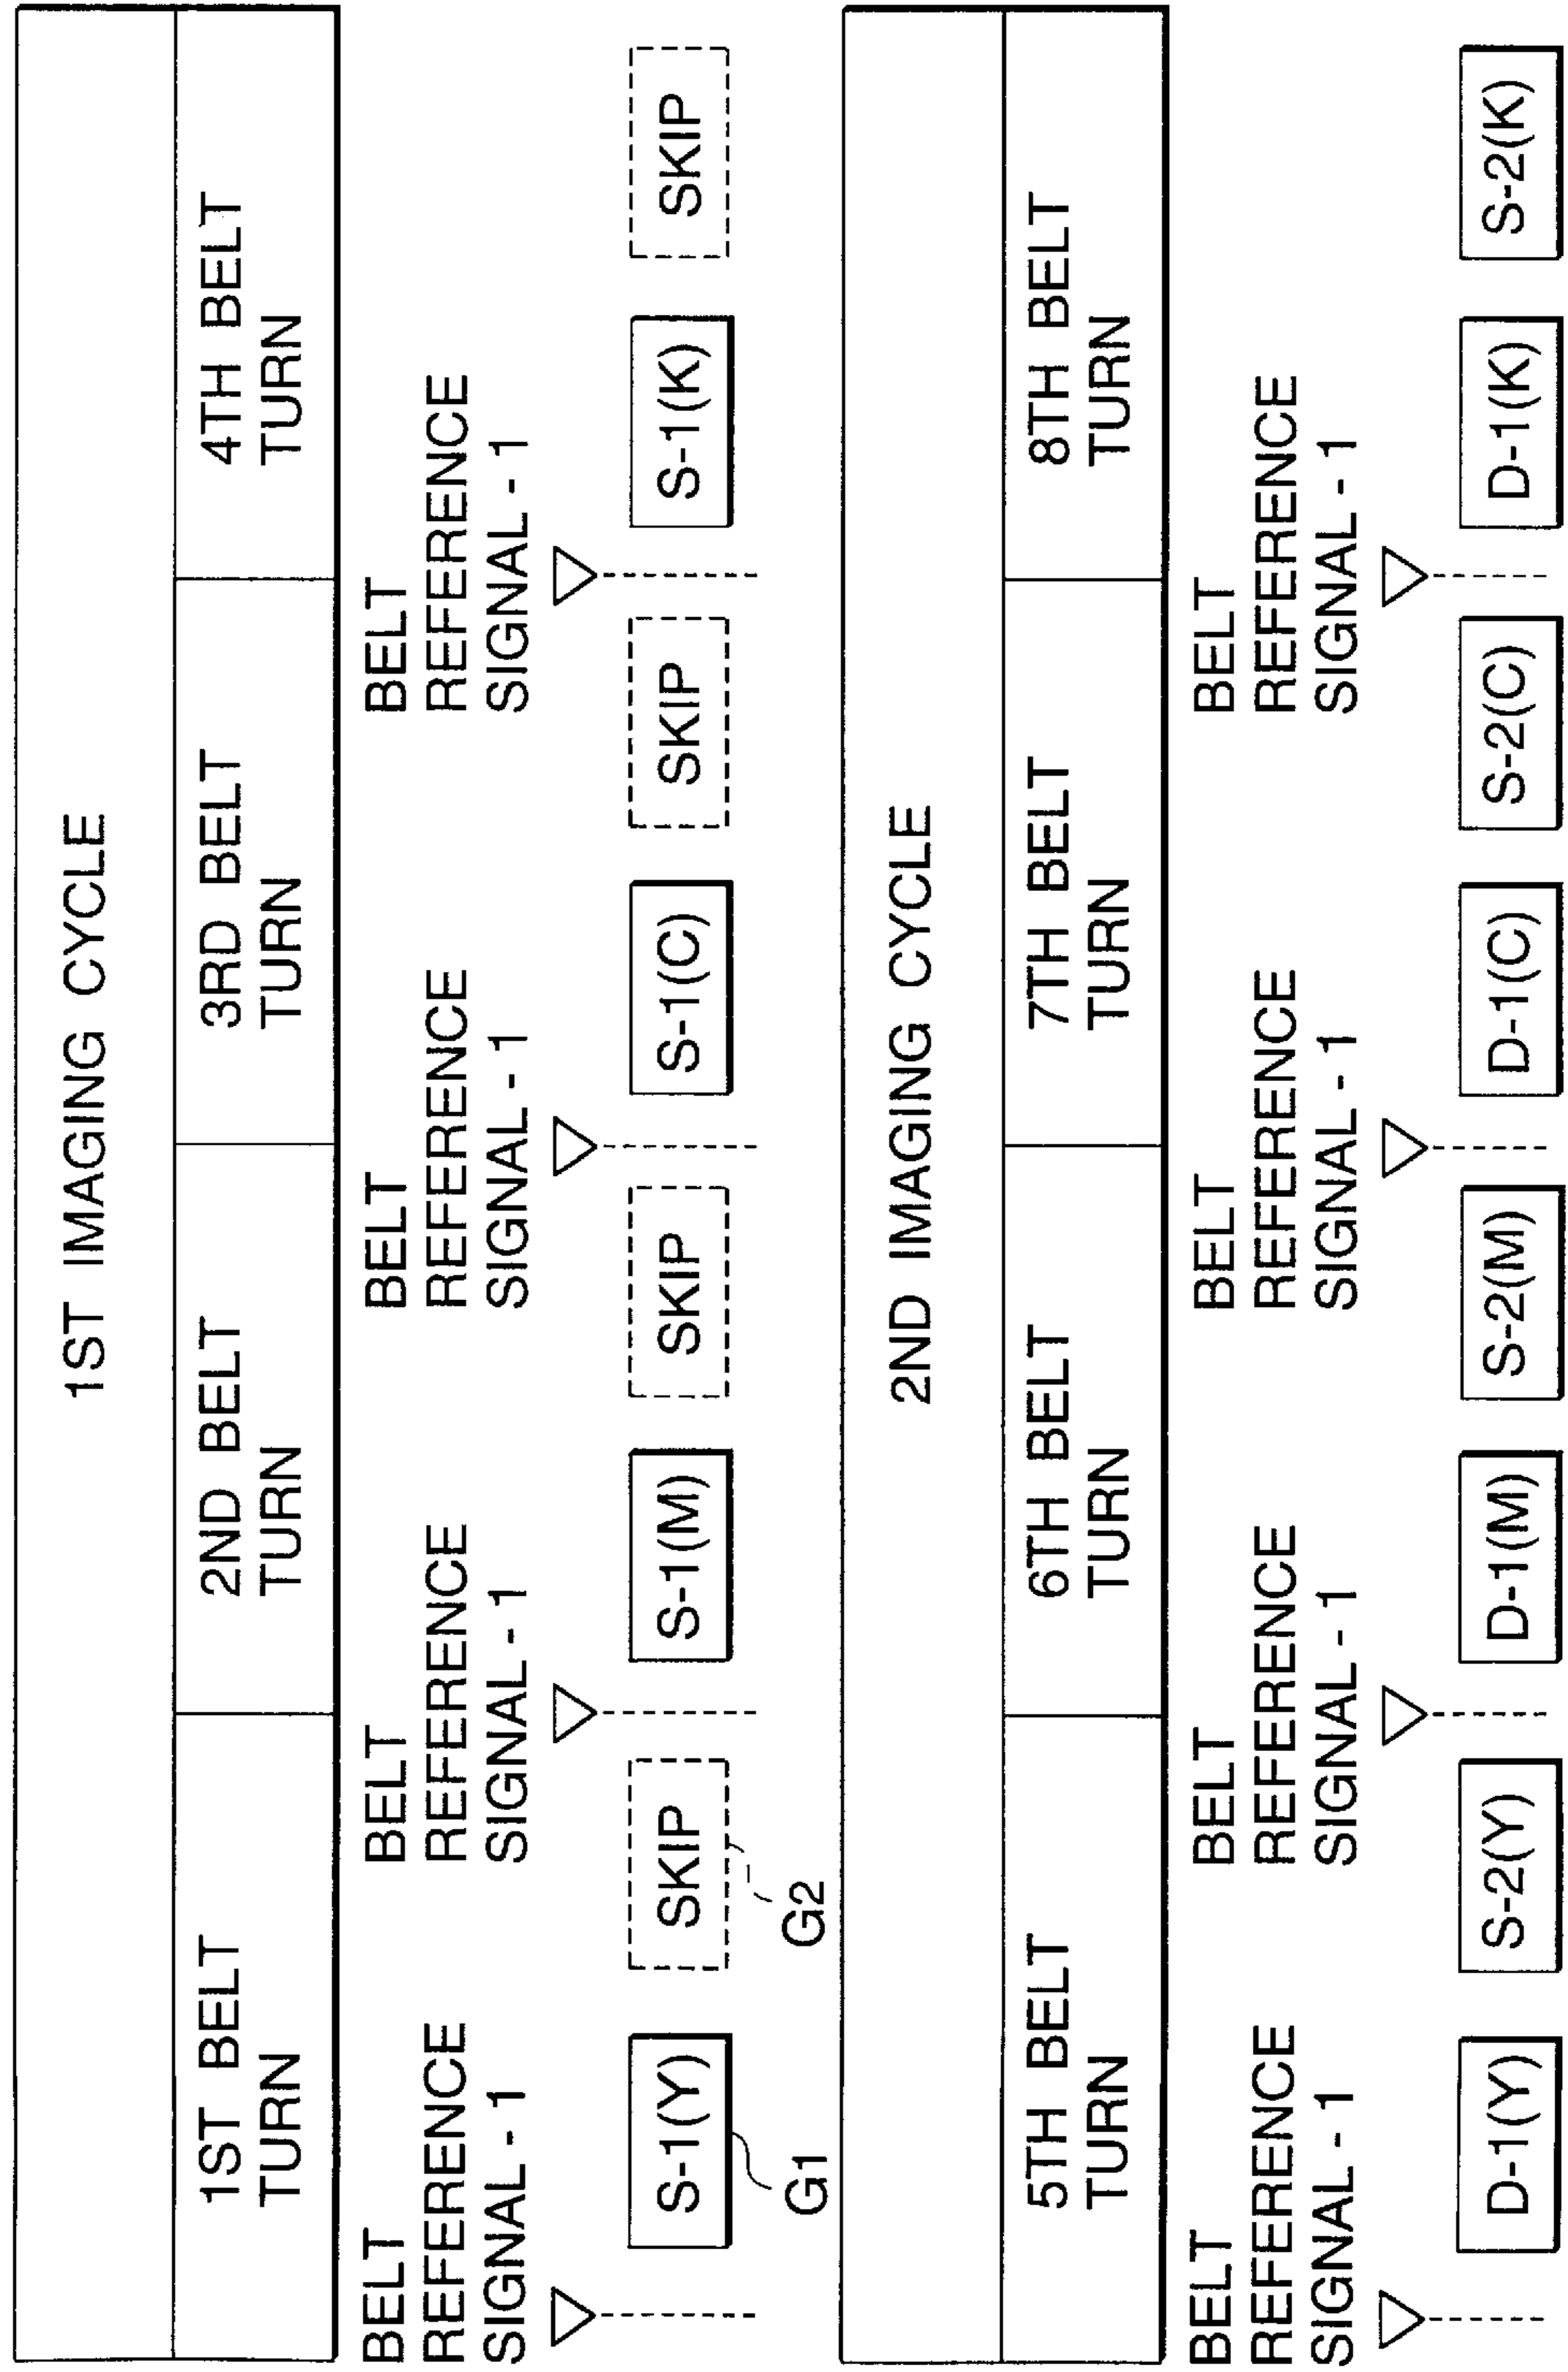 1ST IMAGING CYCLE
1ST BELT TURN
2ND BELT TURN
3RD BELT TURN
4TH BELT TURN
BELT REFERENCE SIGNAL - 1
BELT REFERENCE SIGNAL - 1
BELT REFERENCE SIGNAL - 1
BELT REFERENCE SIGNAL - 1
S-1(Y)
SKIP
S-1(M)
SKIP
S-1(C)
SKIP
S-1(K)
SKIP
G1
G2
2ND IMAGING CYCLE
5TH BELT TURN
6TH BELT TURN
7TH BELT TURN
8TH BELT TURN
BELT REFERENCE SIGNAL - 1
BELT REFERENCE SIGNAL - 1
BELT REFERENCE SIGNAL - 1
BELT REFERENCE SIGNAL - 1
D-1(Y)
S-2(Y)
D-1(M)
S-2(M)
D-1(C)
S-2(C)
D-1(K)
S-2(K)